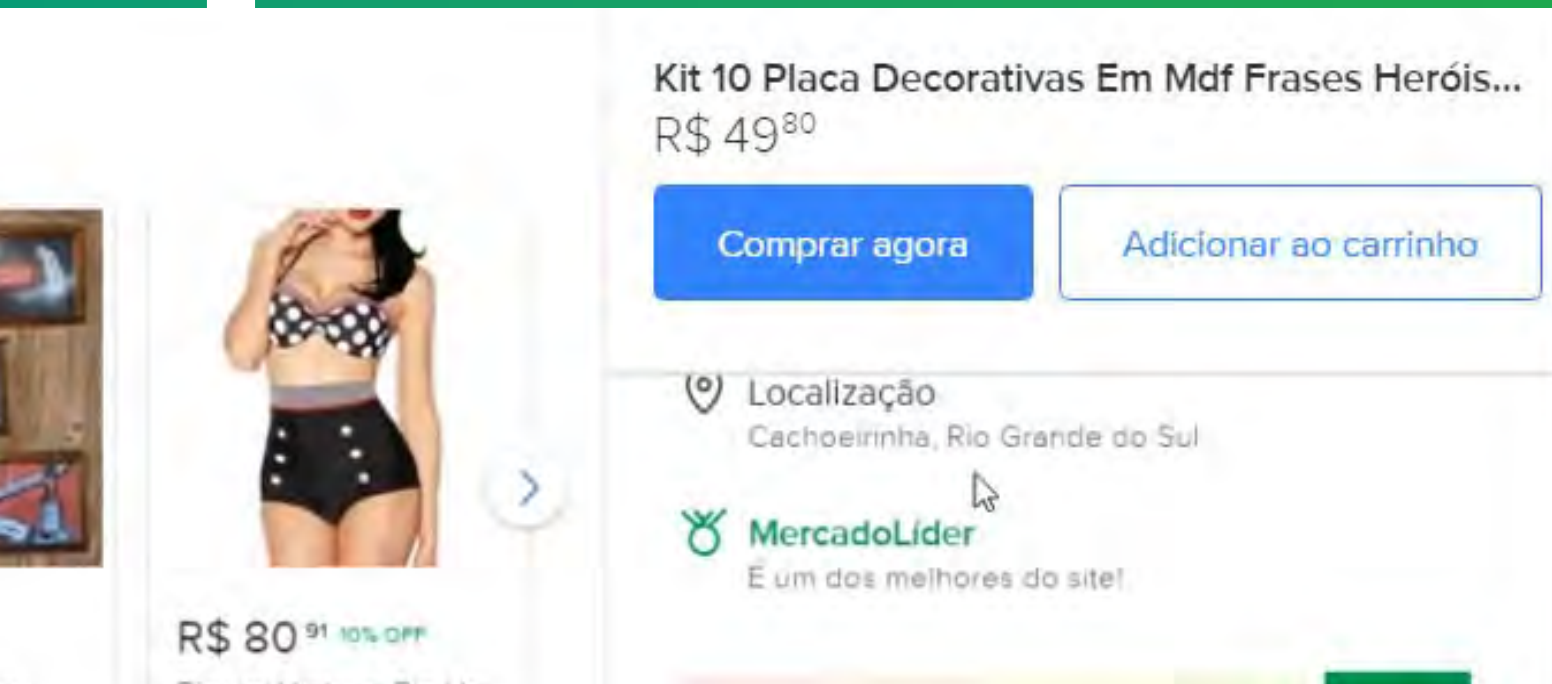 Kit 10 Placa Decorativas Em Mdf Frases Heróis...
R$ 49 80
Comprar agora
Adicionar ao carrinho
Localização
Cachoeirinha, Rio Grande do Sul
MercadoLíder
É um dos melhores do site!
R$ 80 91 10% OFF